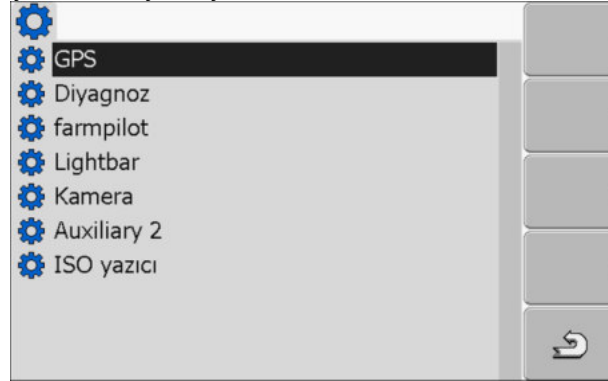 GPS
Diyagnoz
farmpilot
Lightbar
Kamera
Auxiliary 2
ISO yazıcı